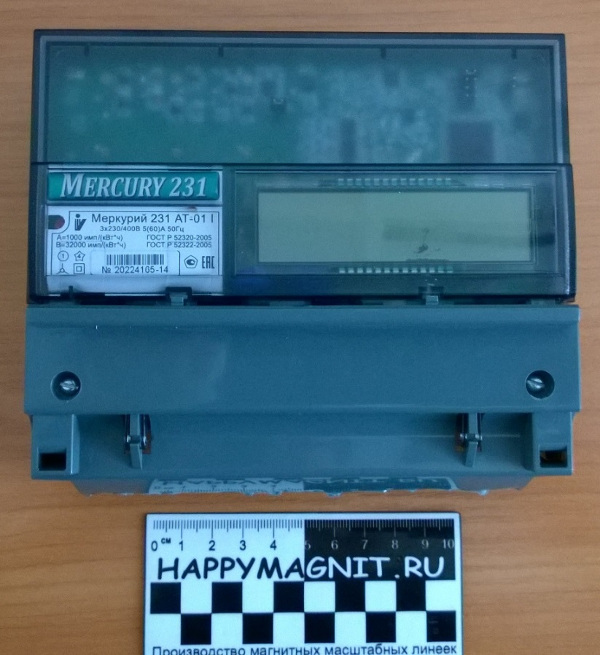 MERCURY 231
Меркурий 231 АТ-01 I
3х230/400В 5(60)А 50Гц
А=1000 имп/(кВт*ч) ГОСТ Р 52320-2005
В=32000 имп/(кВт*ч) ГОСТ Р 52322-2005
№ 20224105-14
EAC
0 см 1 2 3 4 5 6 7 8 9 10
HAPPYMAGNIT.RU
Производство магнитных масштабных линеек